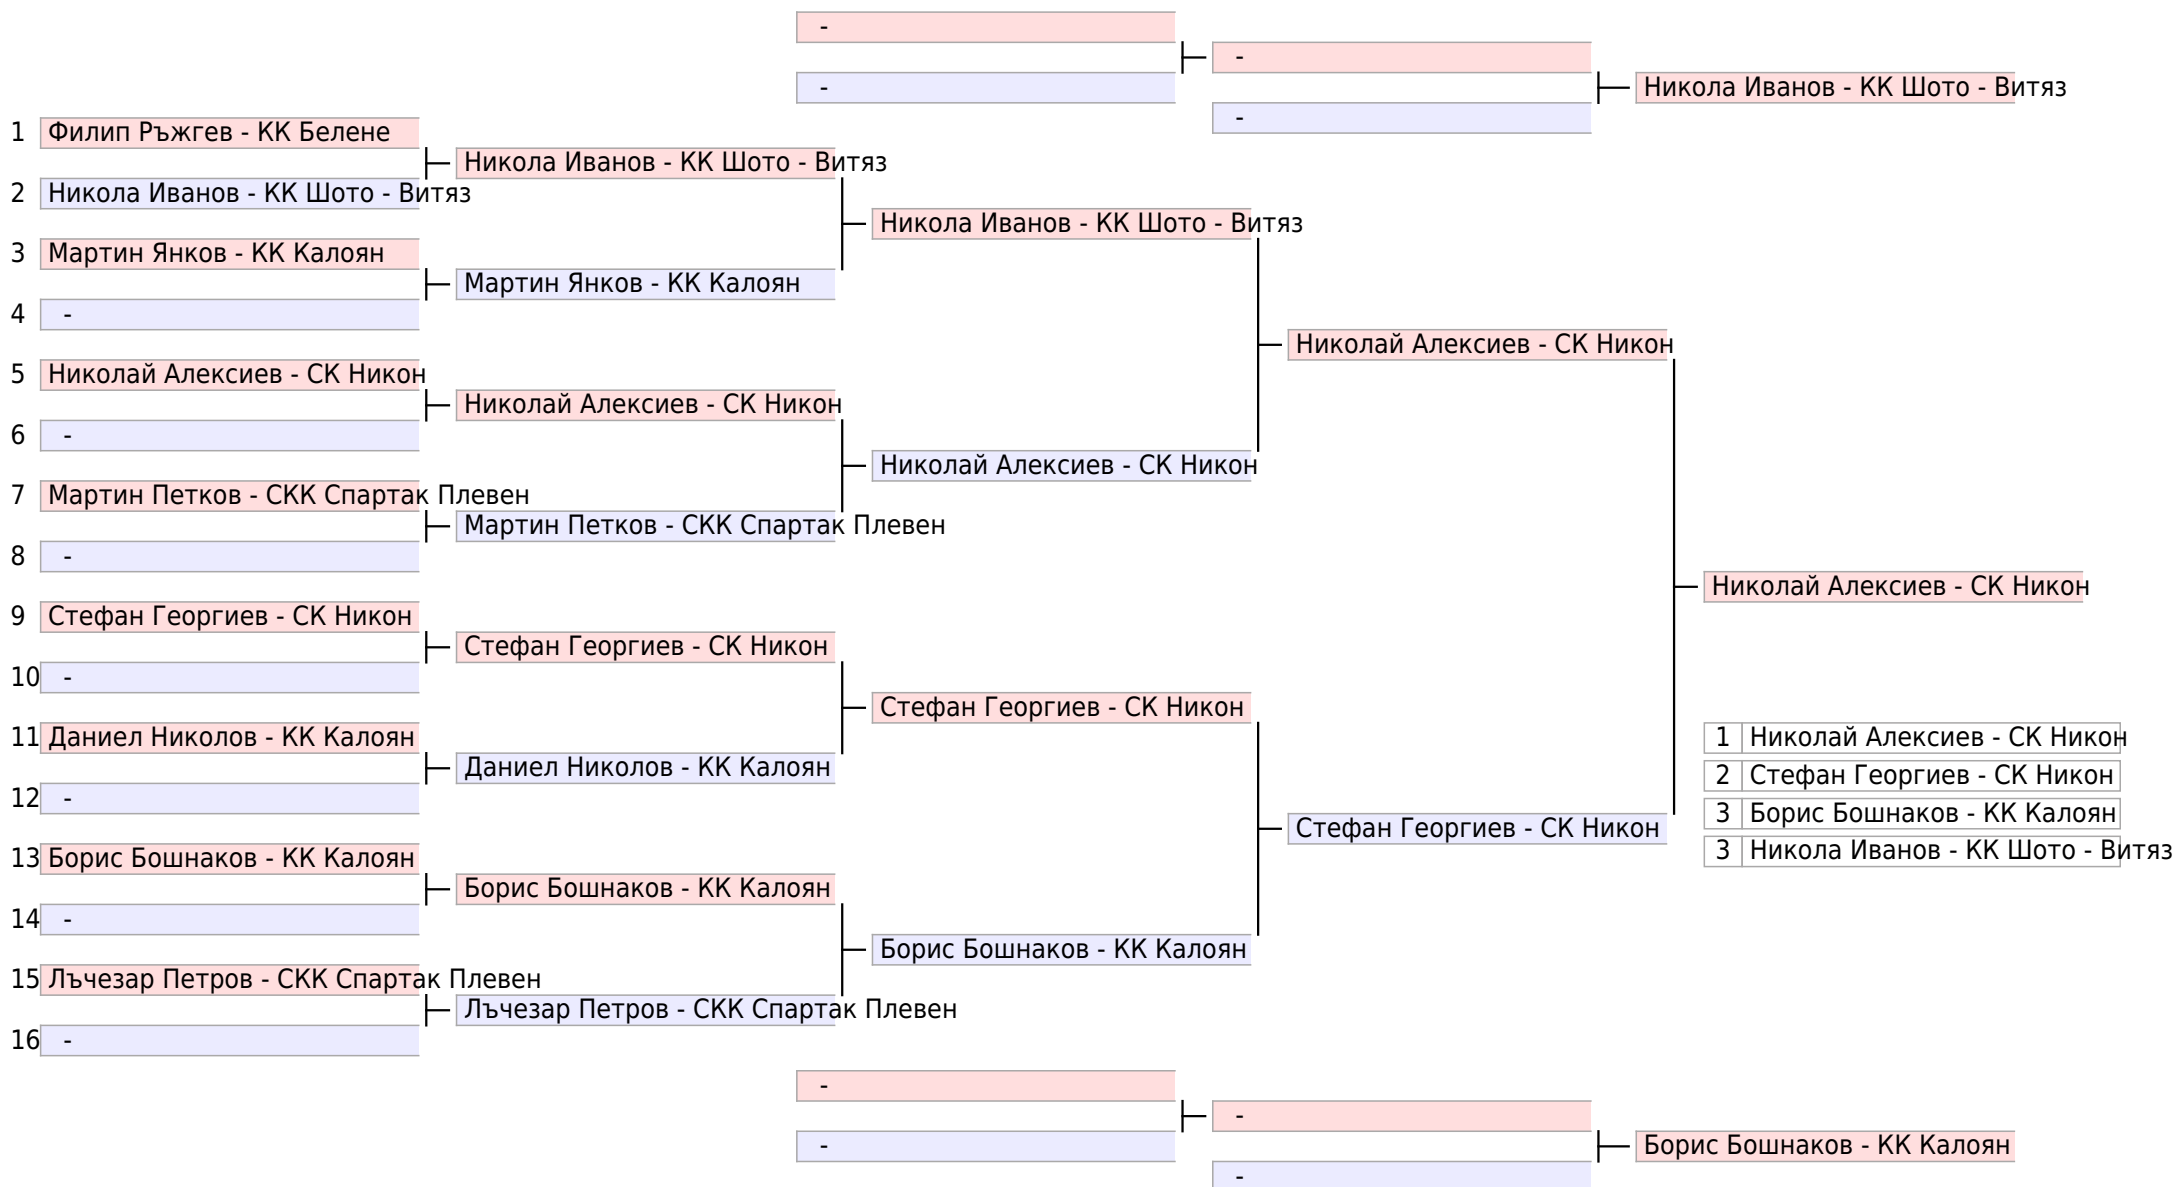 -
-
-
-
Никола Иванов - КК Шото - Витяз
1 Филип Ръжгев - КК Белене
2 Никола Иванов - КК Шото - Витяз
3 Мартин Янков - КК Калоян
4 -
5 Николай Алексиев - СК Никон
6 -
7 Мартин Петков - СКК Спартак Плевен
8 -
9 Стефан Георгиев - СК Никон
10 -
11 Даниел Николов - КК Калоян
12 -
13 Борис Бошнаков - КК Калоян
14 -
15 Лъчезар Петров - СКК Спартак Плевен
16 -
Никола Иванов - КК Шото - Витяз
Мартин Янков - КК Калоян
Николай Алексиев - СК Никон
Мартин Петков - СКК Спартак Плевен
Стефан Георгиев - СК Никон
Даниел Николов - КК Калоян
Борис Бошнаков - КК Калоян
Лъчезар Петров - СКК Спартак Плевен
Никола Иванов - КК Шото - Витяз
Николай Алексиев - СК Никон
Стефан Георгиев - СК Никон
Борис Бошнаков - КК Калоян
Николай Алексиев - СК Никон
Стефан Георгиев - СК Никон
Николай Алексиев - СК Никон
1 Николай Алексиев - СК Никон
2 Стефан Георгиев - СК Никон
3 Борис Бошнаков - КК Калоян
3 Никола Иванов - КК Шото - Витяз
-
-
-
-
Борис Бошнаков - КК Калоян